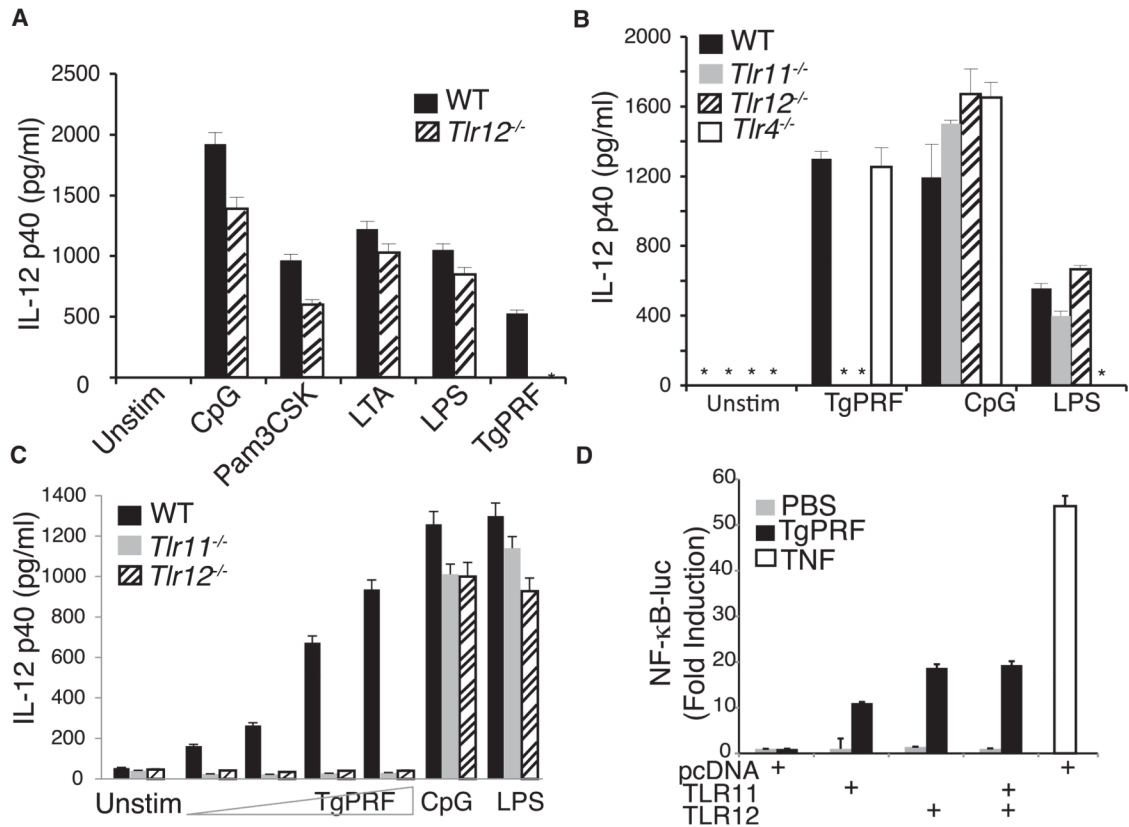 A
IL-12 p40 (pg/ml)
2500
2000
1500
1000
500
0
WT
Tlr12-/-
Unstim
CpG
Pam3CSK
LTA
LPS
TgPRF
*
B
IL-12 p40 (pg/ml)
2000
1600
1200
800
400
0
WT
Tlr11-/-
Tlr12-/-
Tlr4-/-
* * * * * * *
Unstim TgPRF CpG LPS
C
IL-12 p40 (pg/ml)
1400
1200
1000
800
600
400
200
0
WT
Tlr11-/-
Tlr12-/-
Unstim TgPRF CpG LPS
D
NF-κB-luc
(Fold Induction)
60
50
40
30
20
10
0
PBS
TgPRF
TNF
pcDNA + +
TLR11 + +
TLR12 + +